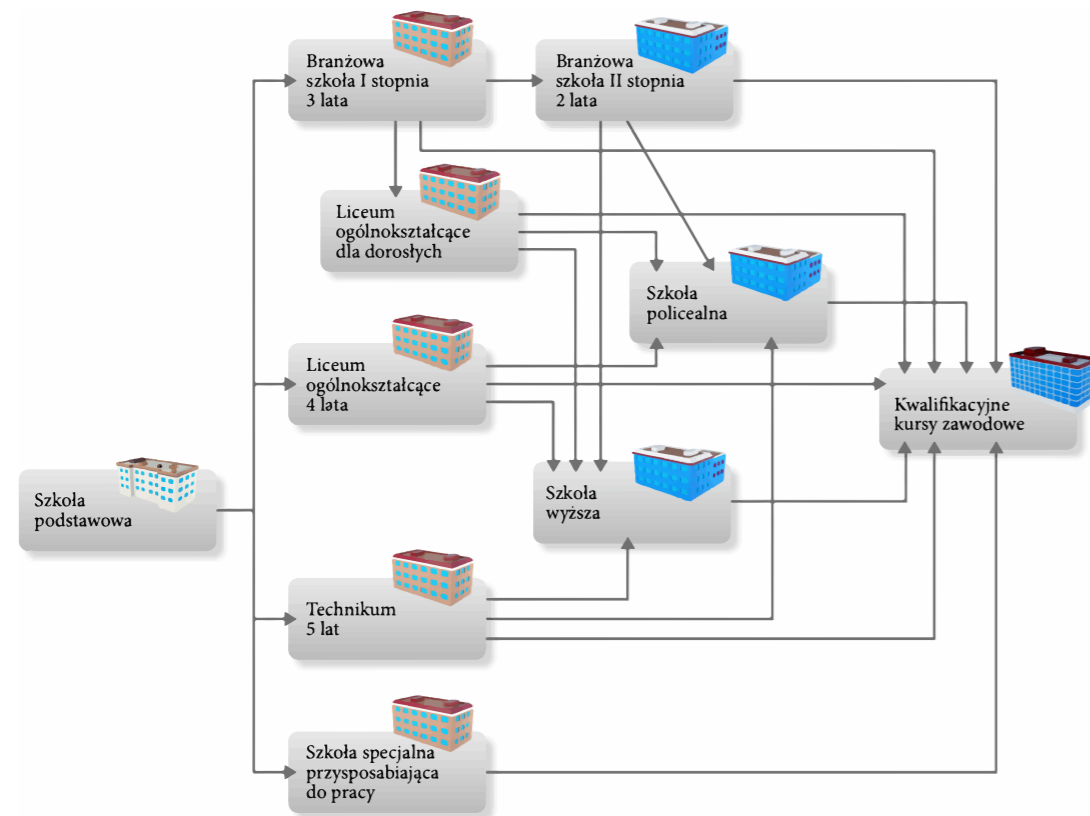 Branżowa
szkoła I stopnia
3 lata
Branżowa
szkoła II stopnia
2 lata
Liceum
ogólnokształcące
dla dorosłych
Szkoła
policealna
Liceum
ogólnokształcące
4 lata
Kwalifikacyjne
kursy zawodowe
Szkoła
podstawowa
Szkoła
wyższa
Technikum
5 lat
Szkoła specjalna
przysposabiająca
do pracy